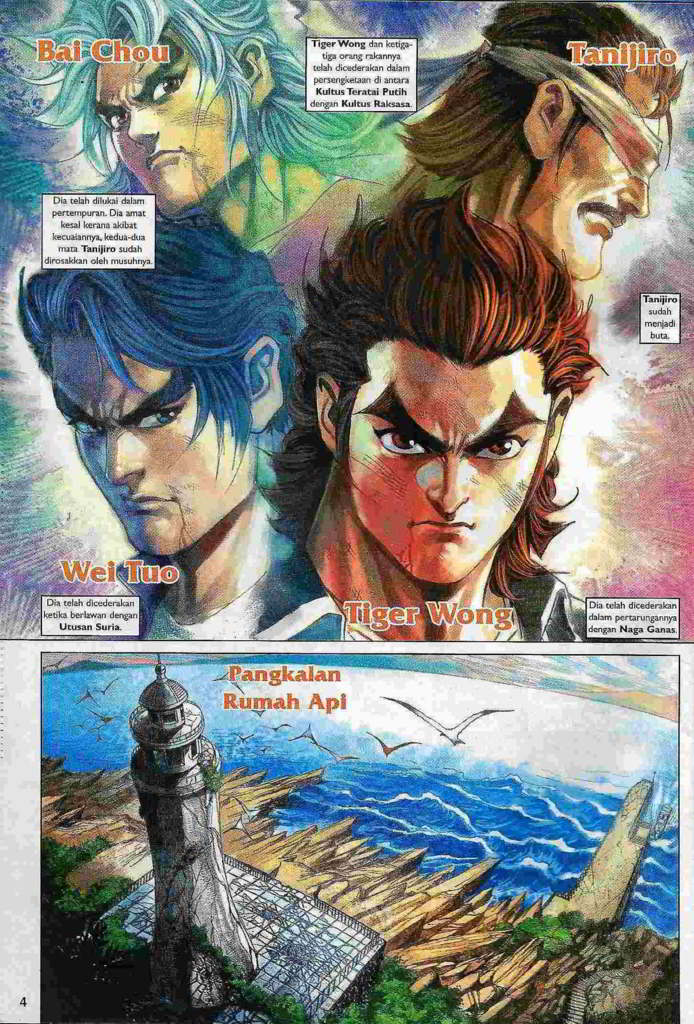 Bai Chou
Tiger Wong dan ketiga-
tiga orang rakannya
telah dicederakan dalam
persengketaan di antara
Kultus Teratai Putih
dengan Kultus Raksasa.
Tanijiro
Dia telah dilukai dalam
pertempuran. Dia amat
kesal kerana akibat
kecuaiannya, kedua-dua
mata Tanijiro sudah
dirosakkan oleh musuhnya.
Tanijiro
sudah
menjadi
buta.
Wei Tuo
Dia telah dicederakan
ketika berlawan dengan
Utusan Suria.
Tiger Wong
Dia telah dicederakan
dalam pertarungannya
dengan Naga Ganas.
Pangkalan
Rumah Api
4